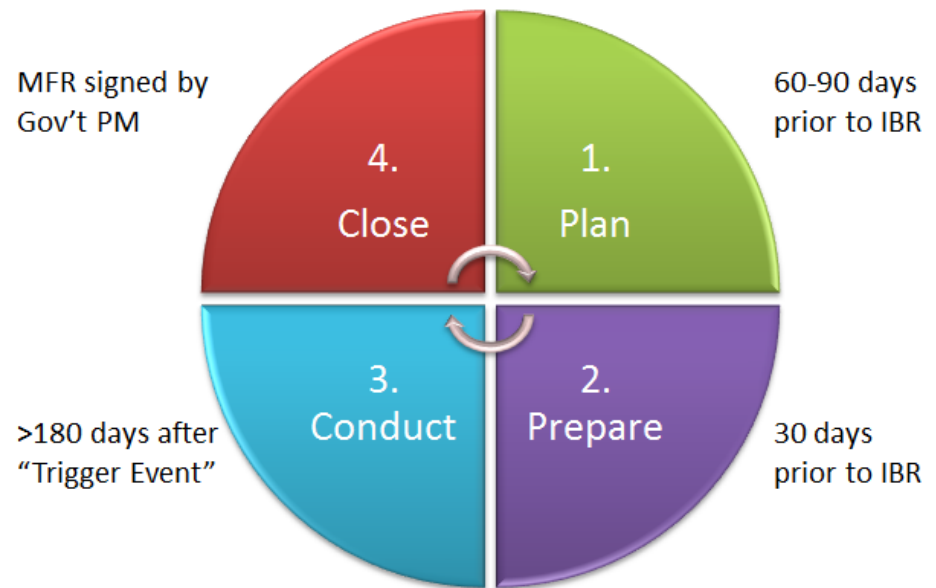 MFR signed by
Gov't PM
4.
Close
1.
Plan
60-90 days
prior to IBR
>180 days after
“Trigger Event”
3.
Conduct
2.
Prepare
30 days
prior to IBR